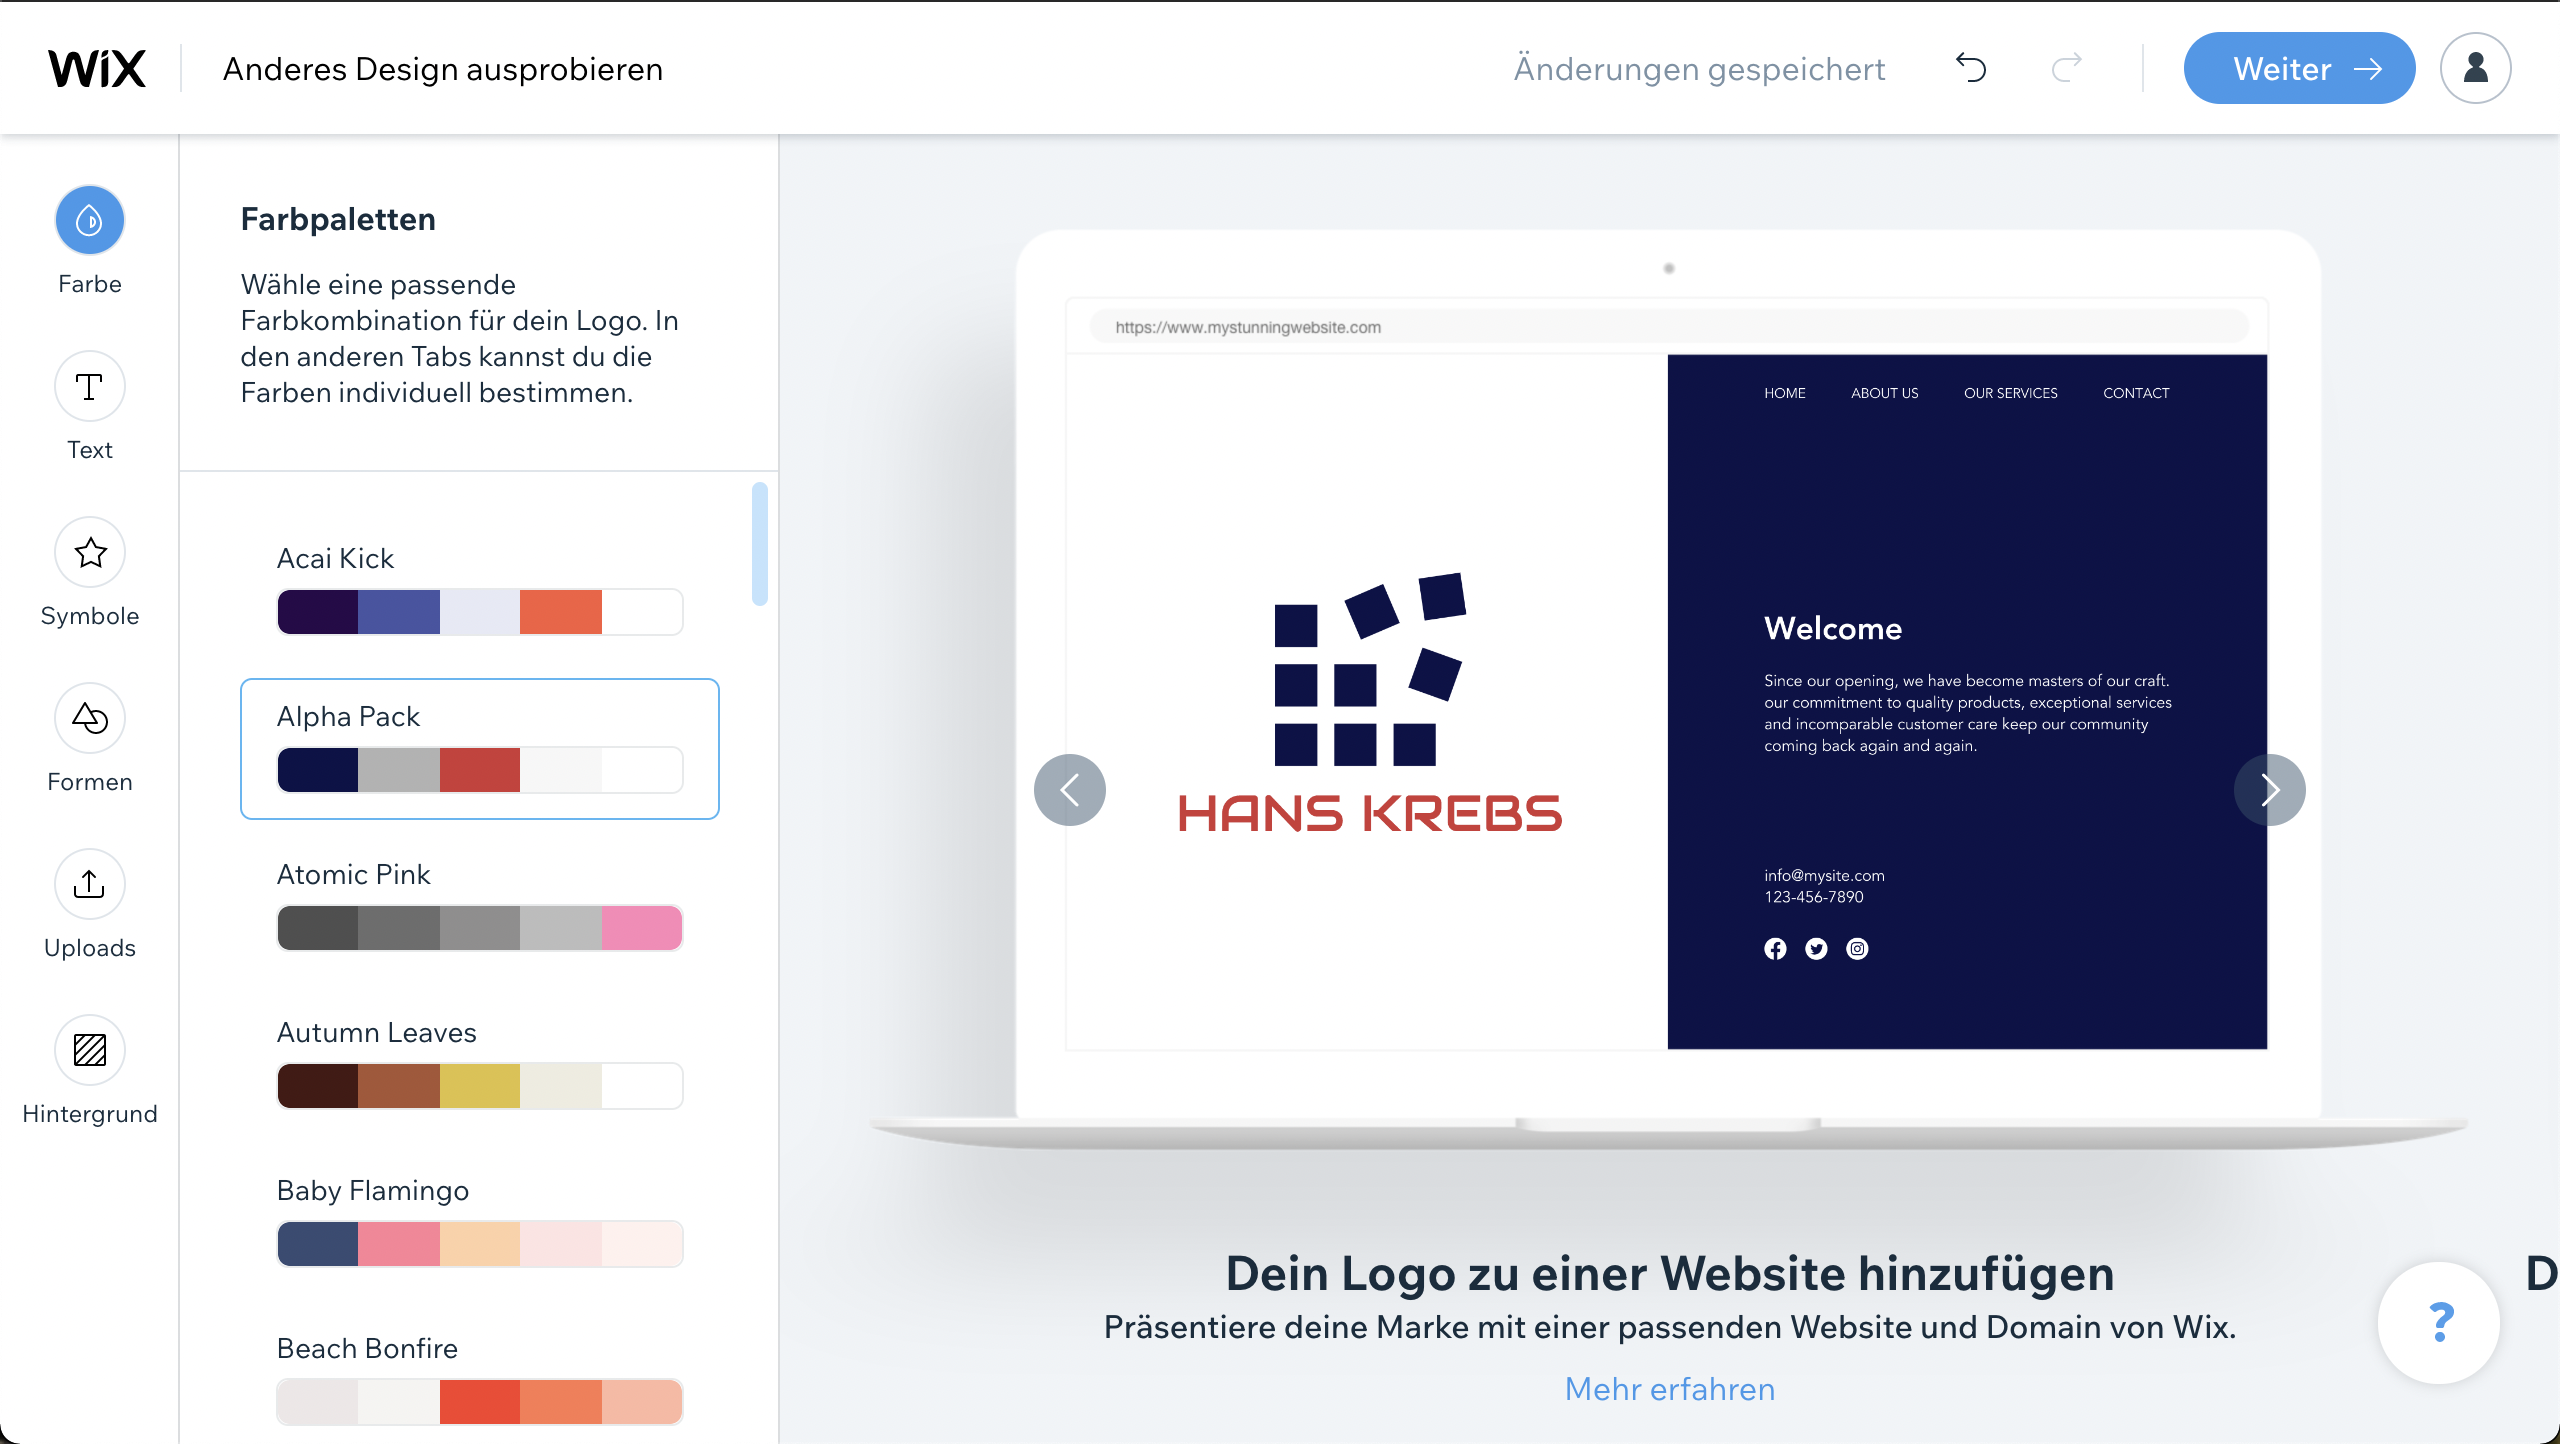 WiX
Anderes Design ausprobieren
Änderungen gespeichert
Weiter
Farbe
Text
Symbole
Formen
Uploads
Hintergrund
Farbpaletten
Wähle eine passende
Farbkombination für dein Logo. In
den anderen Tabs kannst du die
Farben individuell bestimmen.
Acai Kick
Alpha Pack
Atomic Pink
Autumn Leaves
Baby Flamingo
Beach Bonfire
https://www.mystunningwebsite.com
HOME ABOUT US OUR SERVICES CONTACT
HANS KREBS
Welcome
Since our opening, we have become masters of our craft.
our commitment to quality products, exceptional services
and incomparable customer care keep our community
coming back again and again.
info@mysite.com
123-456-7890
Dein Logo zu einer Website hinzufügen
Präsentiere deine Marke mit einer passenden Website und Domain von Wix.
Mehr erfahren
D
?